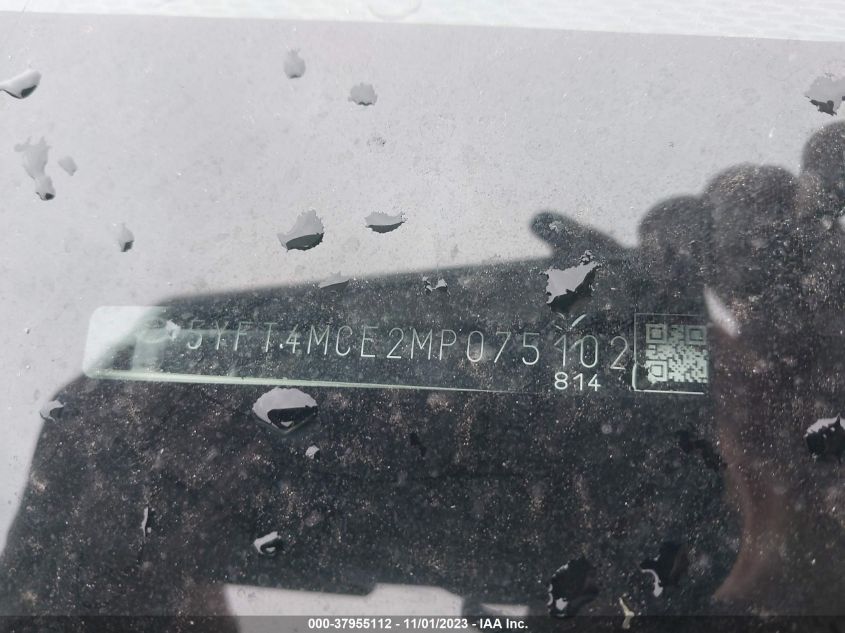 5YFT4MCE2MP075102
814
000-37955112 - 11/01/2023 - IAA Inc.